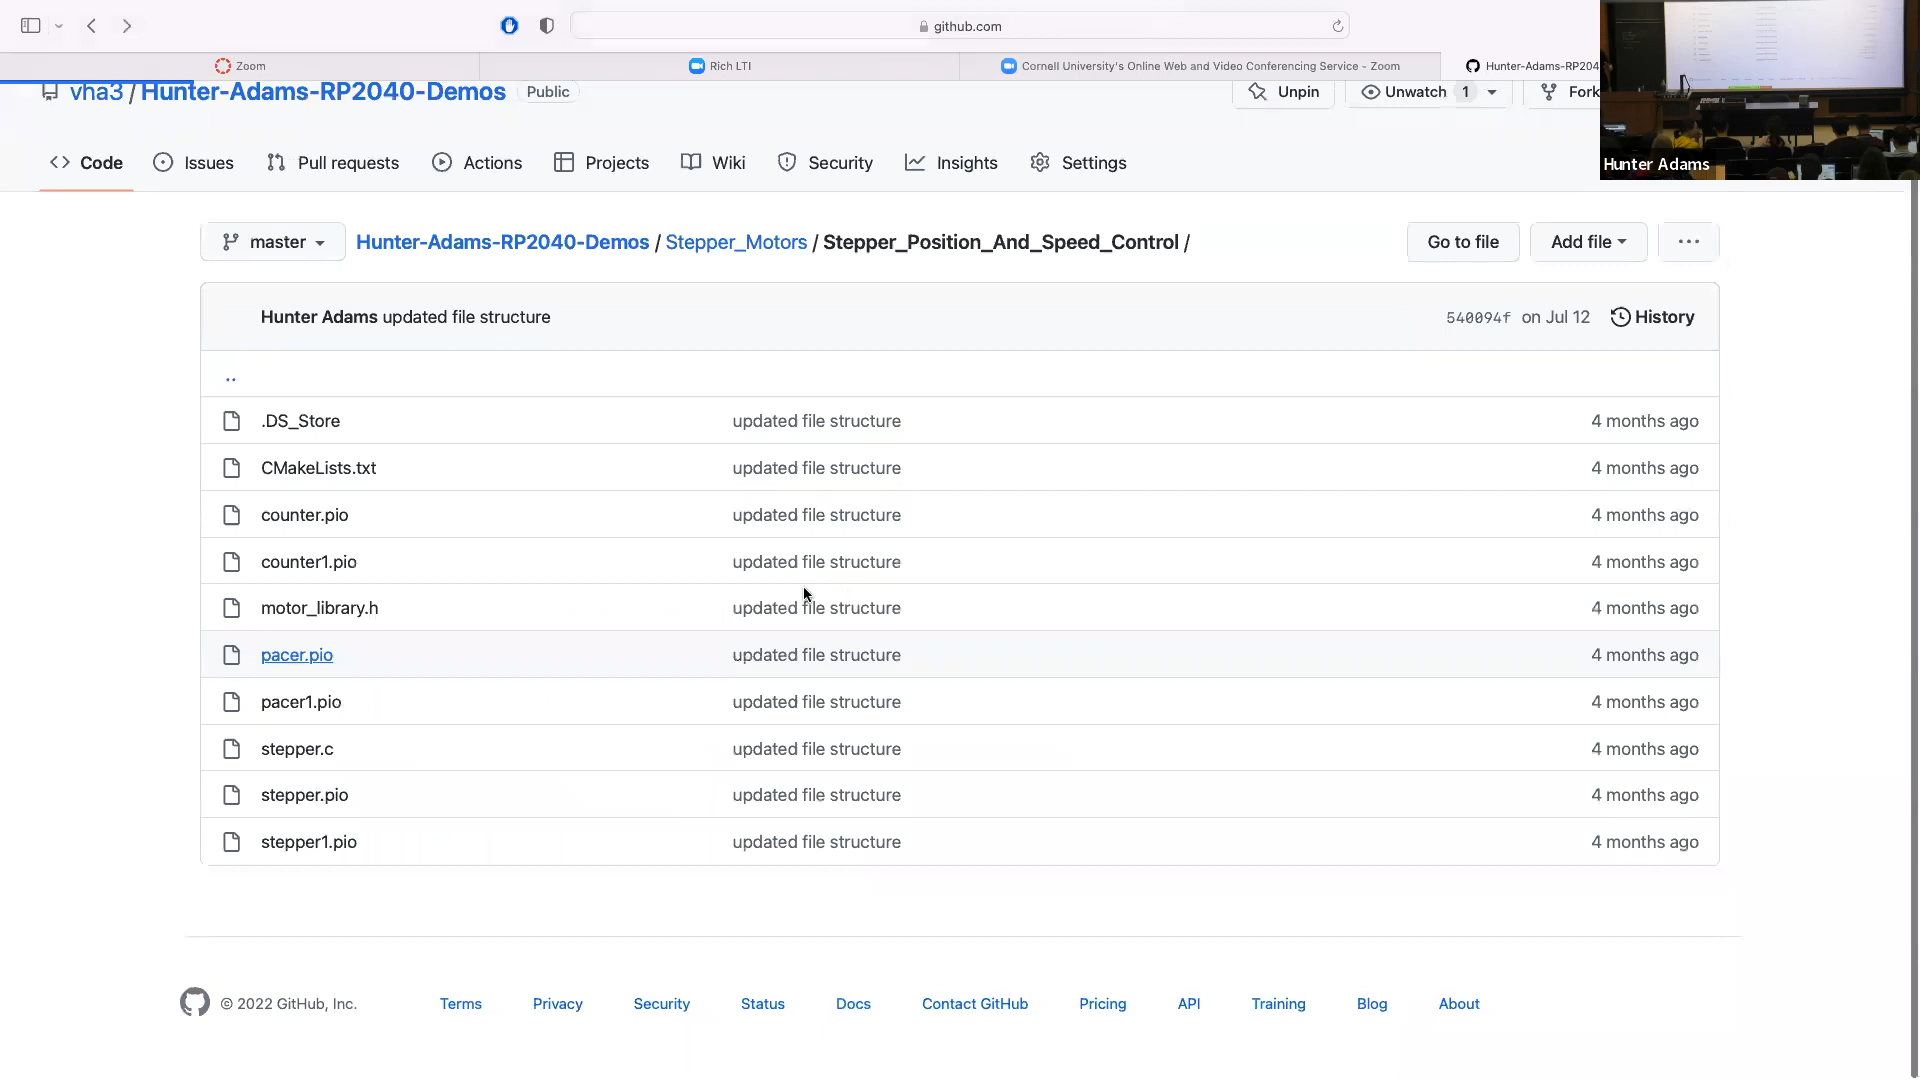 github.com
Zoom
Rich LTI
Cornell University's Online Web and Video Conferencing Service - Zoom
Hunter-Adams-RP204
vha3 / Hunter-Adams-RP2040-Demos Public
Unpin
Unwatch 1
Fork
Code
Issues
Pull requests
Actions
Projects
Wiki
Security
Insights
Settings
Hunter Adams
master
Hunter-Adams-RP2040-Demos / Stepper_Motors / Stepper_Position_And_Speed_Control /
Go to file
Add file
Hunter Adams updated file structure
540094f on Jul 12
History
..
.DS_Store updated file structure 4 months ago
CMakeLists.txt updated file structure 4 months ago
counter.pio updated file structure 4 months ago
counter1.pio updated file structure 4 months ago
motor_library.h updated file structure 4 months ago
pacer.pio updated file structure 4 months ago
pacer1.pio updated file structure 4 months ago
stepper.c updated file structure 4 months ago
stepper.pio updated file structure 4 months ago
stepper1.pio updated file structure 4 months ago
© 2022 GitHub, Inc.
Terms
Privacy
Security
Status
Docs
Contact GitHub
Pricing
API
Training
Blog
About